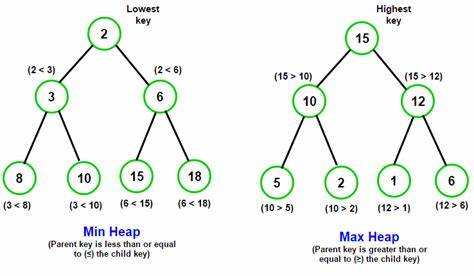 Lowest
key
2
(2 < 3)
(2 < 6)
3
6
8
10
15
18
(3 < 8)
(3 < 10)
(6 < 15)
(6 < 18)
Min Heap
(Parent key is less than or equal
to (≤) the child key)
Highest
key
15
(15 > 10)
(15 > 12)
10
12
5
2
1
6
(10 > 5)
(10 > 2)
(12 > 1)
(12 > 6)
Max Heap
(Parent key is greater than or
equal to (≥) the child key)